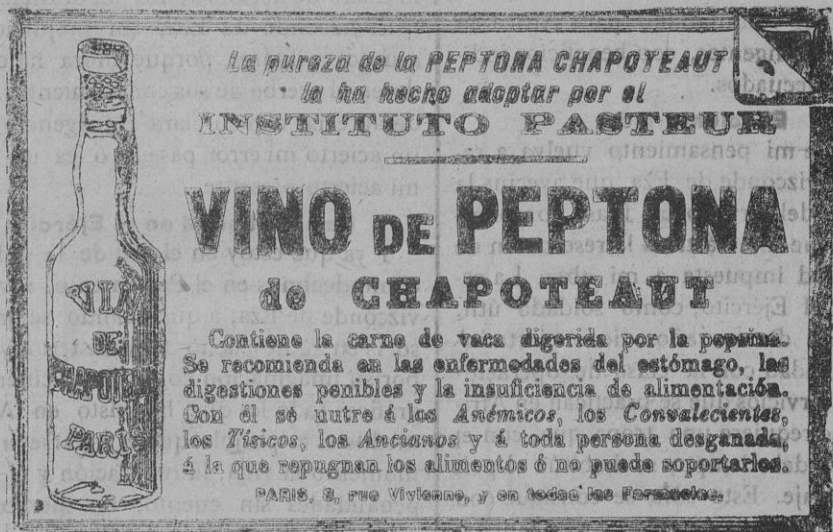 La pureza de la PEPTONA CHAPOTEAUT
la ha hecho adoptar por el
INSTITUTO PASTEUR
VINO DE PEPTONA
de CHAPOTEAUT
Contiene la carne de vaca digerida por la pepsina.
Se recomienda en las enfermedades del estómago, las
digestiones penibles y la insuficiencia de alimentación.
Con él se nutre á los Anémicos, los Convalecientes,
los Tísicos, los Ancianos y á toda persona desganada,
á la que repugnan los alimentos ó no puede soportarlos.
PARIS, 8, rue Vivienne, y en todas las Farmacias.
VIN
DE
CHAPOTEAUT
PARIS
3